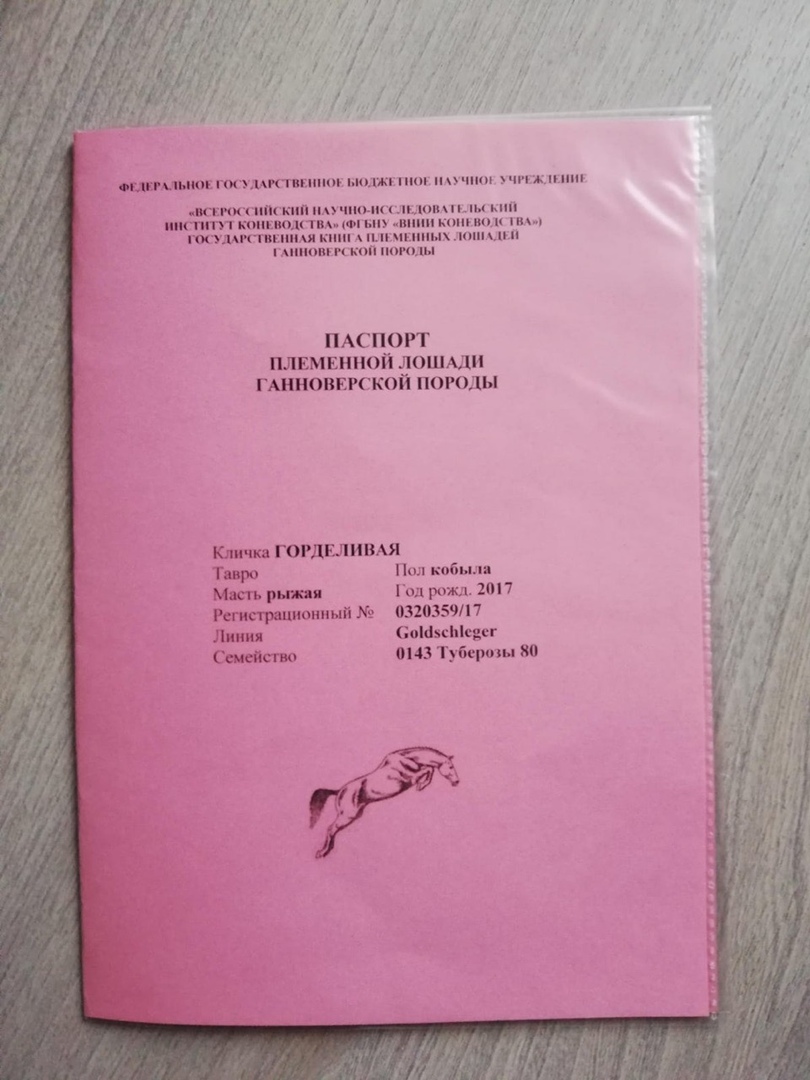 ФЕДЕРАЛЬНОЕ ГОСУДАРСТВЕННОЕ БЮДЖЕТНОЕ НАУЧНОЕ УЧРЕЖДЕНИЕ
«ВСЕРОССИЙСКИЙ НАУЧНО-ИССЛЕДОВАТЕЛЬСКИЙ
ИНСТИТУТ КОНЕВОДСТВА» (ФГБНУ «ВНИИ КОНЕВОДСТВА»)
ГОСУДАРСТВЕННАЯ КНИГА ПЛЕМЕННЫХ ЛОШАДЕЙ
ГАННОВЕРСКОЙ ПОРОДЫ
ПАСПОРТ
ПЛЕМЕННОЙ ЛОШАДИ
ГАННОВЕРСКОЙ ПОРОДЫ
Кличка ГОРДЕЛИВАЯ
Тавро Пол кобыла
Масть рыжая Год рожд. 2017
Регистрационный № 0320359/17
Линия Goldschleger
Семейство 0143 Туберозы 80